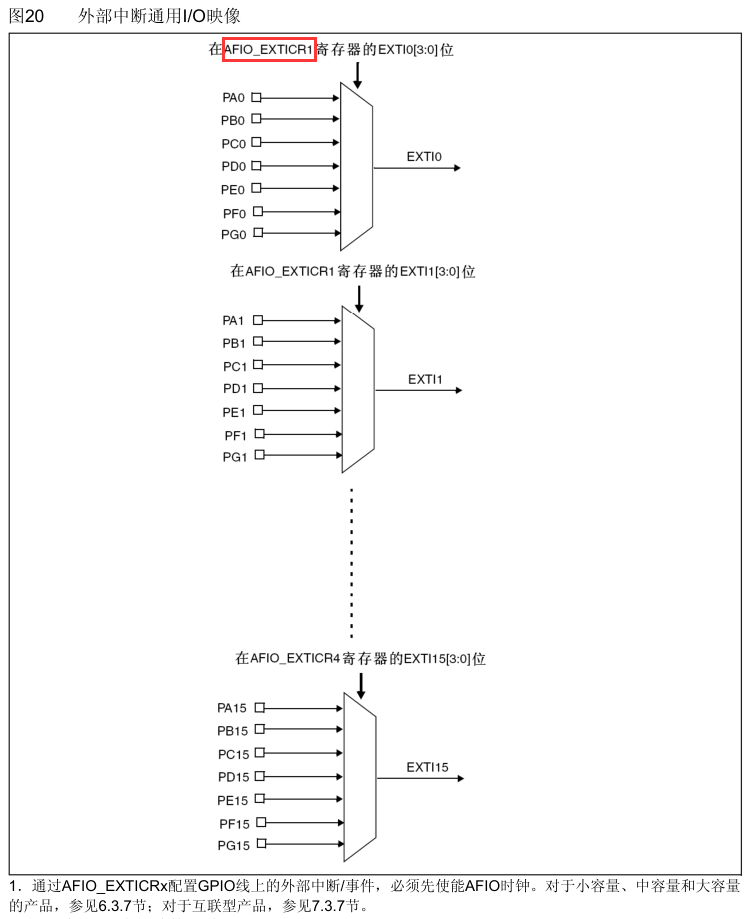 图20 外部中断通用I/O映像
在AFIO_EXTICR1寄存器的EXTI0[3:0]位
PA0
PB0
PC0
PD0
PE0
PF0
PG0
EXTI0
在AFIO_EXTICR1寄存器的EXTI1[3:0]位
PA1
PB1
PC1
PD1
PE1
PF1
PG1
EXTI1
在AFIO_EXTICR4寄存器的EXTI15[3:0]位
PA15
PB15
PC15
PD15
PE15
PF15
PG15
EXTI15
1．通过AFIO_EXTICRx配置GPIO线上的外部中断/事件，必须先使能AFIO时钟。对于小容量、中容量和大容量
的产品，参见6.3.7节；对于互联型产品，参见7.3.7节。